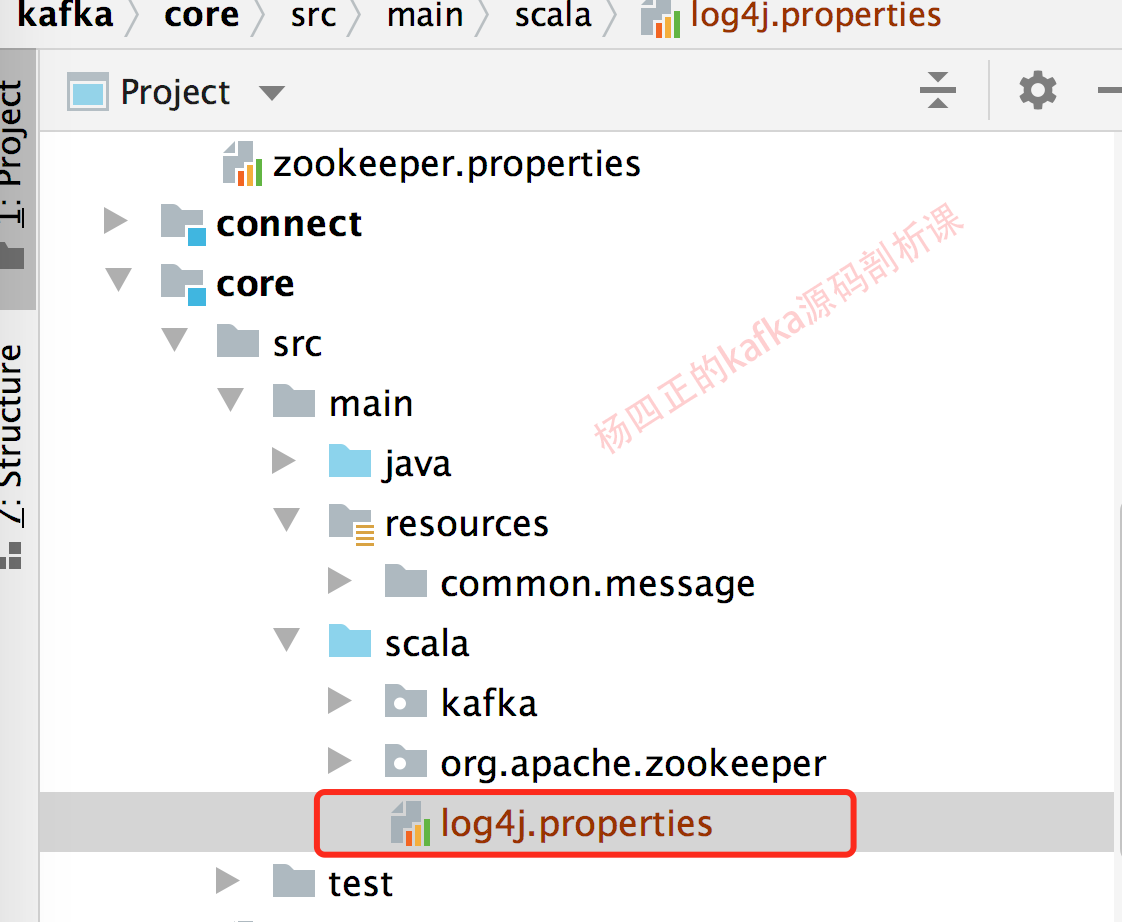 kafka core src main scala log4j.properties
1: Project
Project
zookeeper.properties
connect
core
src
main
java
resources
common.message
scala
kafka
org.apache.zookeeper
log4j.properties
test
7: Structure
杨四正的kafka源码剖析课